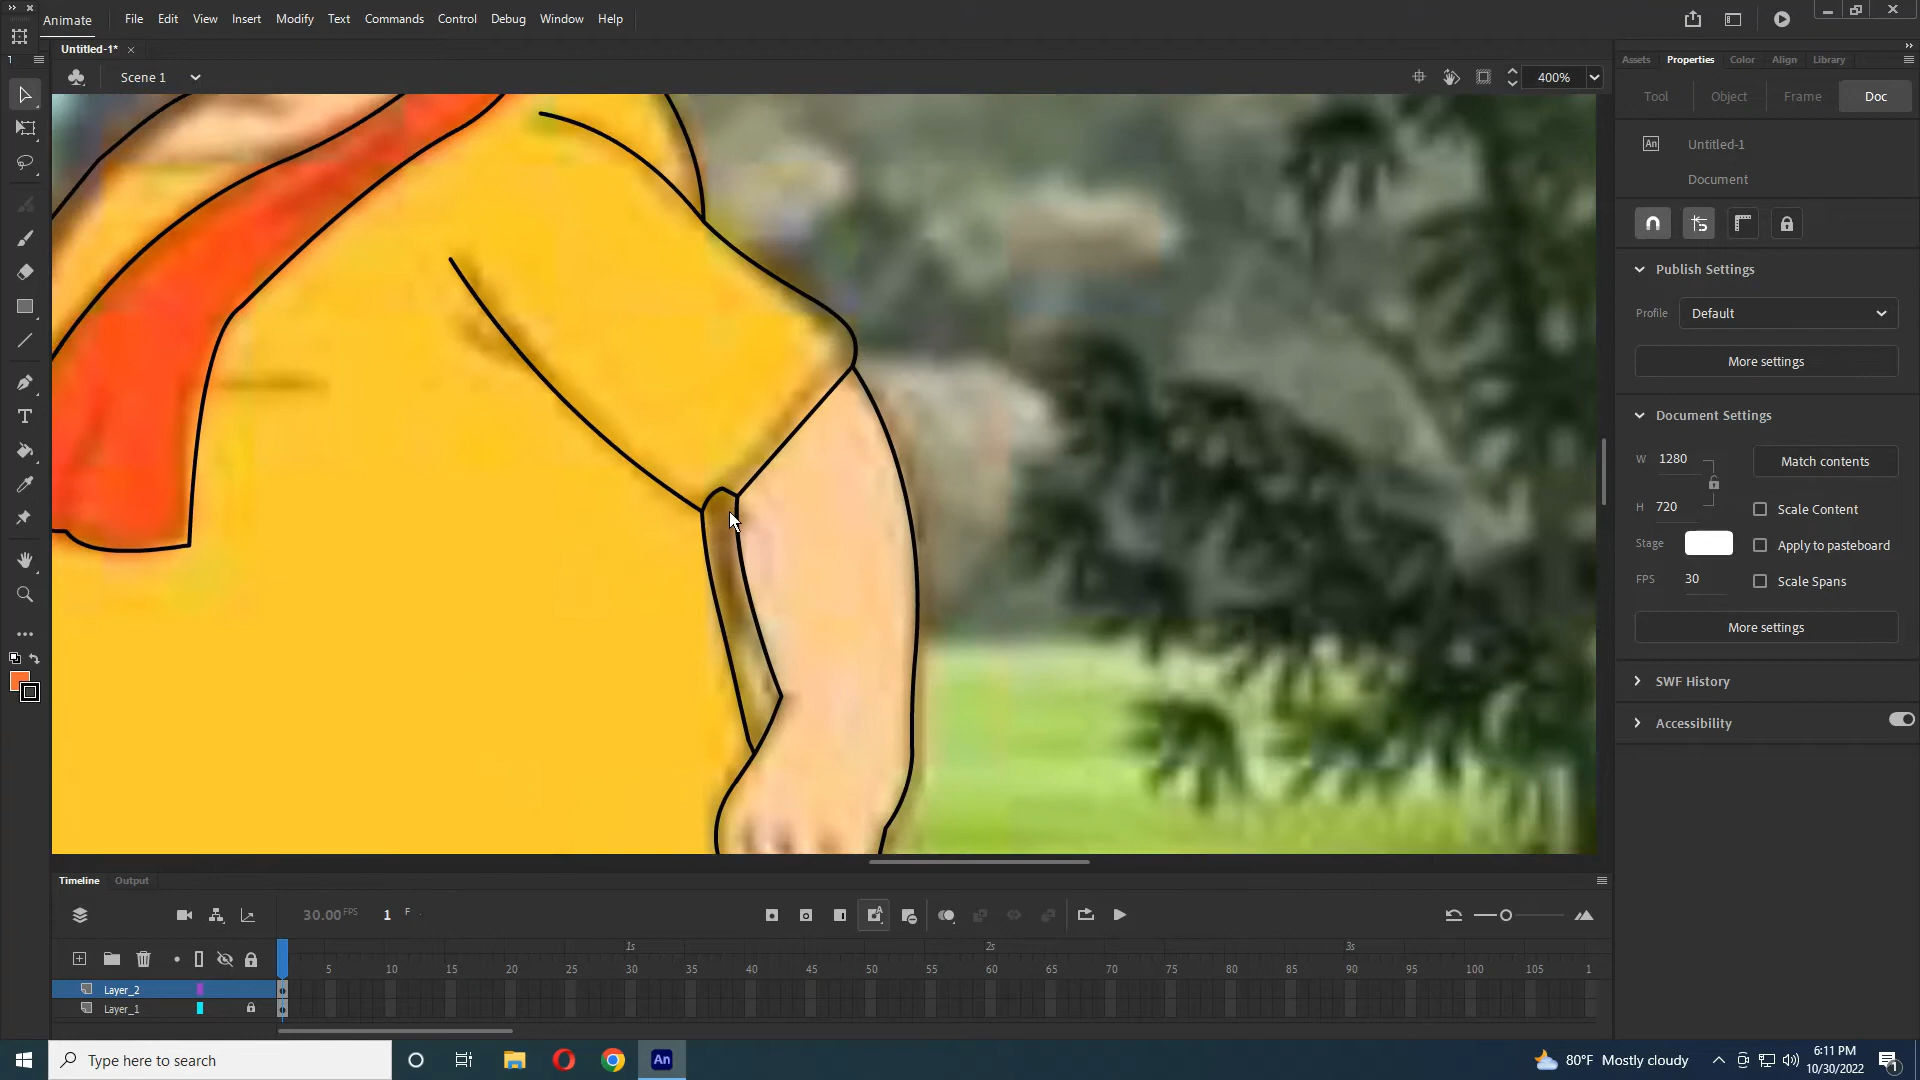 Animate
File Edit View Insert Modify Text Commands Control Debug Window Help
Untitled-1*
Scene 1
400%
Assets Properties Color Align Library
Tool Object Frame Doc
An Untitled-1
Document
Publish Settings
Profile Default
More settings
Document Settings
W 1280 Match contents
H 720 Scale Content
Stage Apply to pasteboard
FPS 30 Scale Spans
More settings
SWF History
Accessibility
Timeline Output
30.00 FPS 1 F
1s 2s 3s
5 10 15 20 25 30 35 40 45 50 55 60 65 70 75 80 85 90 95 100 105 1
Layer_2
Layer_1
Type here to search
An
80°F Mostly cloudy
6:11 PM
10/30/2022
1